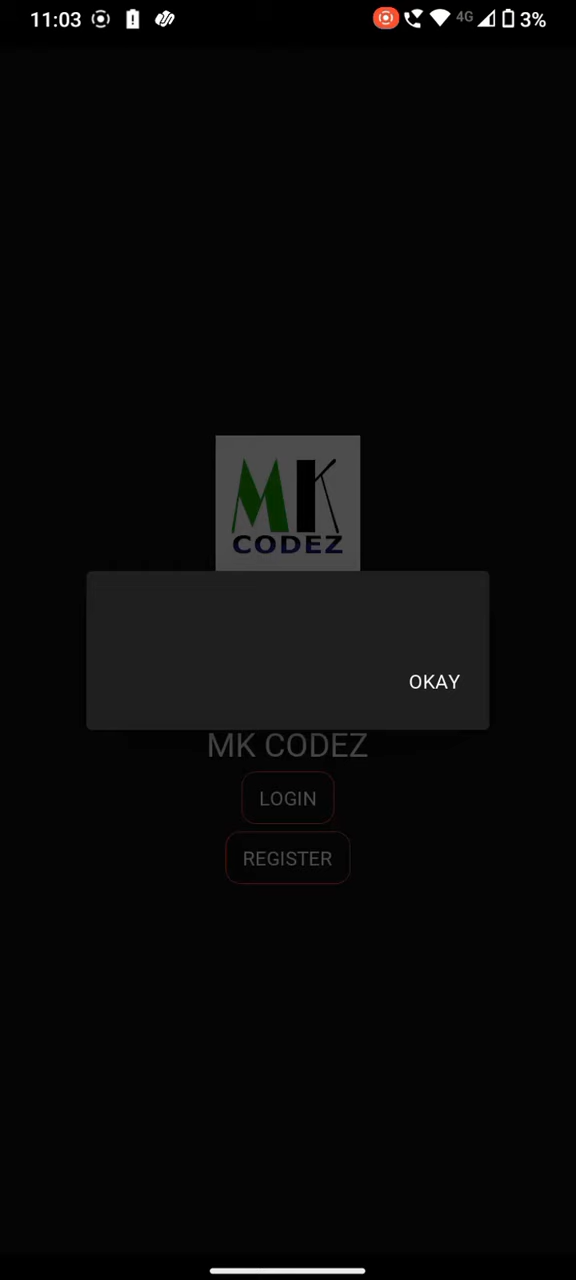 11:03 4G 3%
MK
CODEZ
OKAY
MK CODEZ
LOGIN
REGISTER